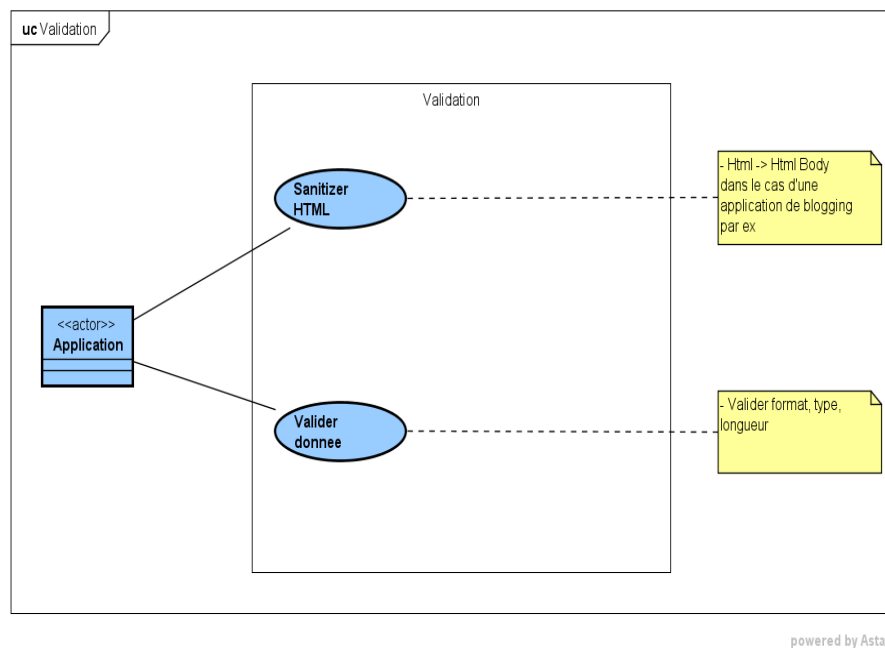 uc Validation
Validation
Sanitizer
HTML
- Html -> Html Body
dans le cas d'une
application de blogging
par ex
<<actor>>
Application
Valider
donnee
- Valider format, type,
longueur
powered by Asta